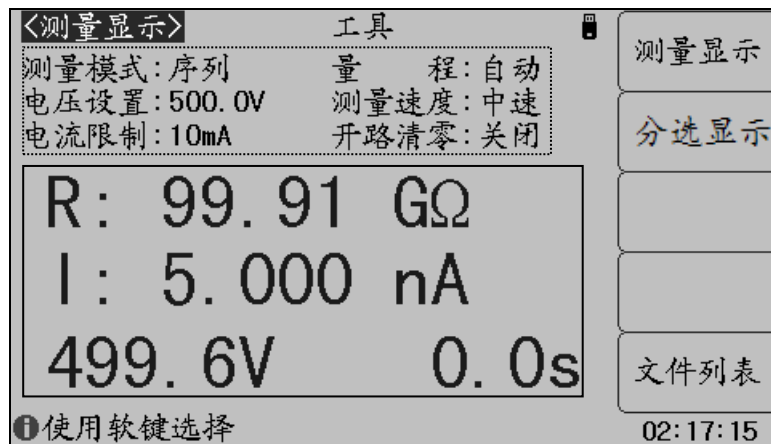 <测量显示> 工具
测量模式:序列 量 程:自动
电压设置:500.0V 测量速度:中速
电流限制:10mA 开路清零:关闭
R: 99.91 GΩ
I: 5.000 nA
499.6V 0.0s
使用软键选择
测量显示
分选显示
文件列表
02:17:15